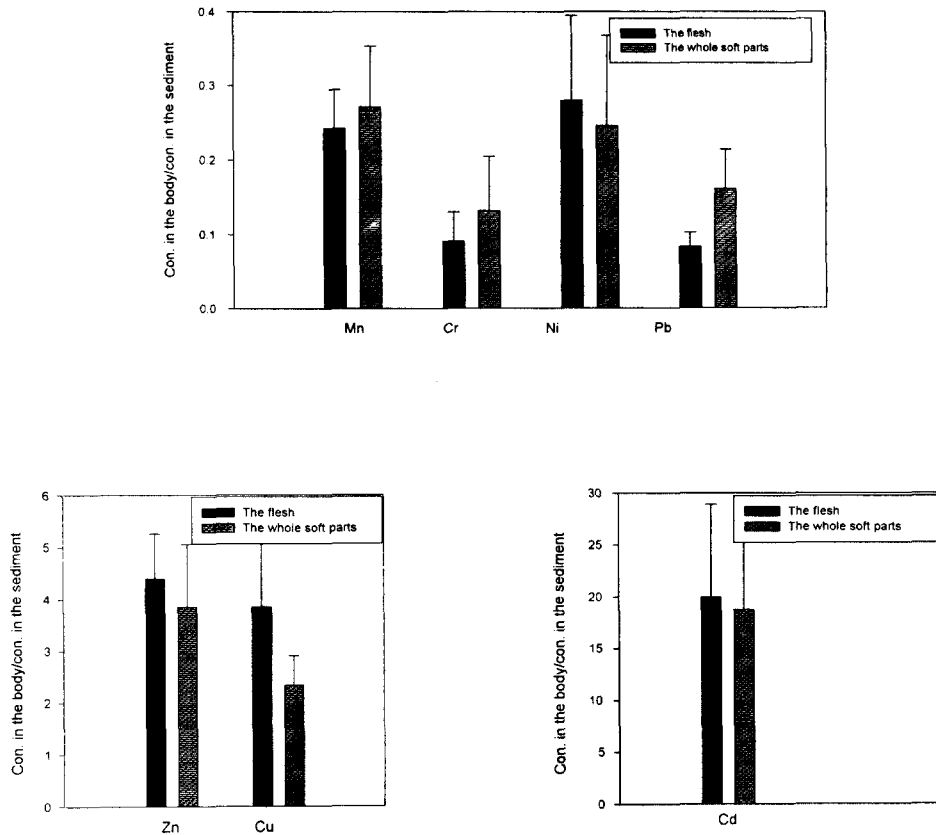 Con. in the body/con. in the sediment
0.4
0.3
0.2
0.1
0.0
The flesh
The whole soft parts
Mn Cr Ni Pb
Con. in the body/con. in the sediment
6
5
4
3
2
1
0
The flesh
The whole soft parts
Zn Cu
Con. in the body/con. in the sediment
30
25
20
15
10
5
0
The flesh
The whole soft parts
Cd